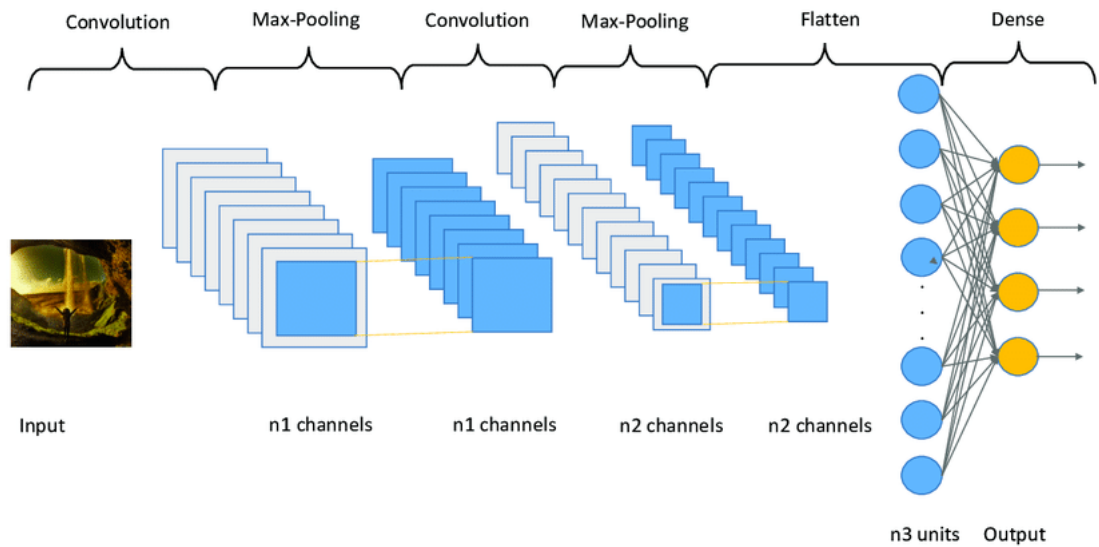 Convolution
Max-Pooling
Convolution
Max-Pooling
Flatten
Dense
Input
n1 channels
n1 channels
n2 channels
n2 channels
n3 units
Output